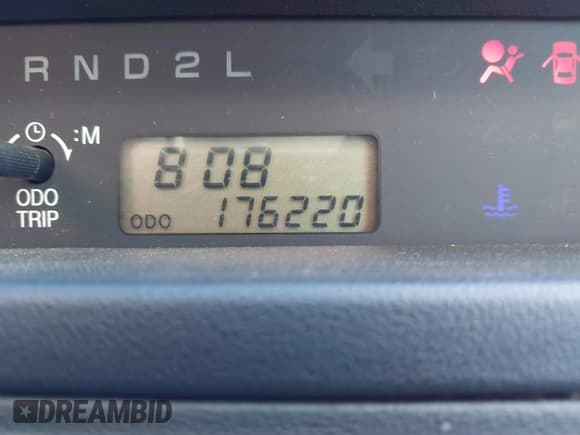 R N D 2 L
:M
ODO
TRIP
8 08
ODO 176220
DREAMBID